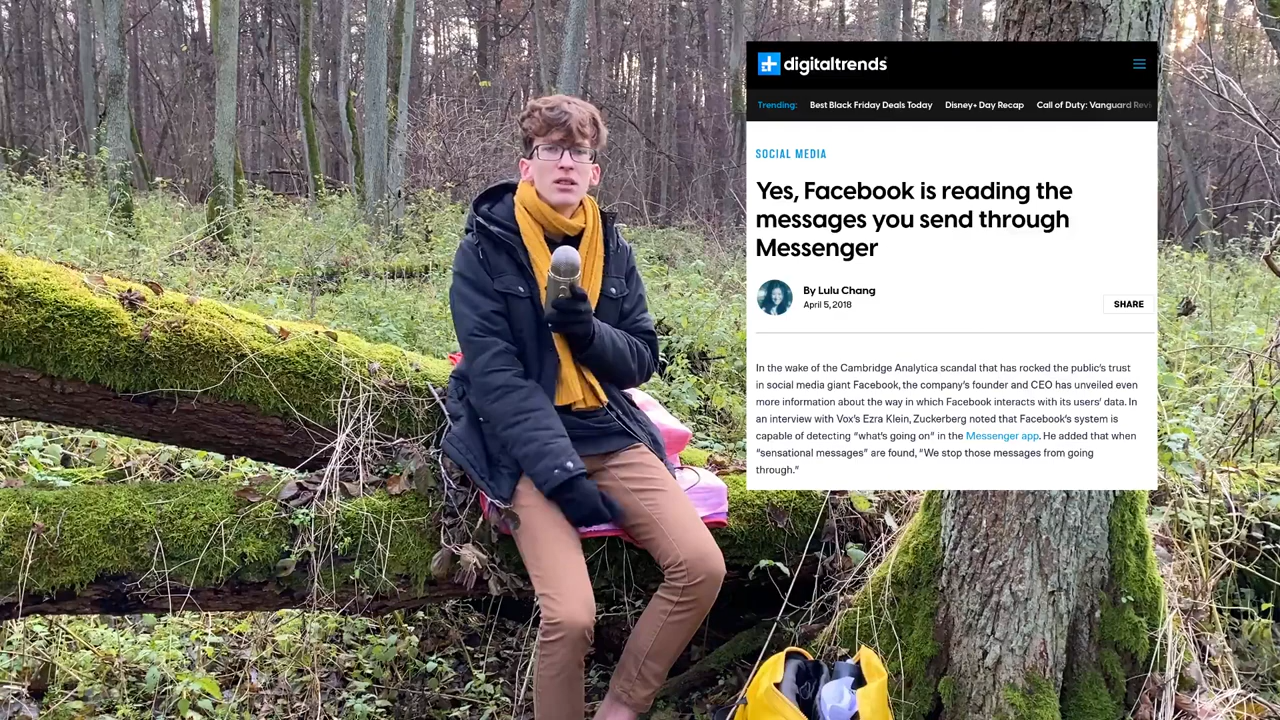 digitaltrends
Trending: Best Black Friday Deals Today Disney+ Day Recap Call of Duty: Vanguard Revi
SOCIAL MEDIA
Yes, Facebook is reading the
messages you send through
Messenger
By Lulu Chang
April 5, 2018
SHARE
In the wake of the Cambridge Analytica scandal that has rocked the public's trust
in social media giant Facebook, the company's founder and CEO has unveiled even
more information about the way in which Facebook interacts with its users' data. In
an interview with Vox's Ezra Klein, Zuckerberg noted that Facebook's system is
capable of detecting "what's going on" in the Messenger app. He added that when
"sensational messages" are found, "We stop those messages from going
through."